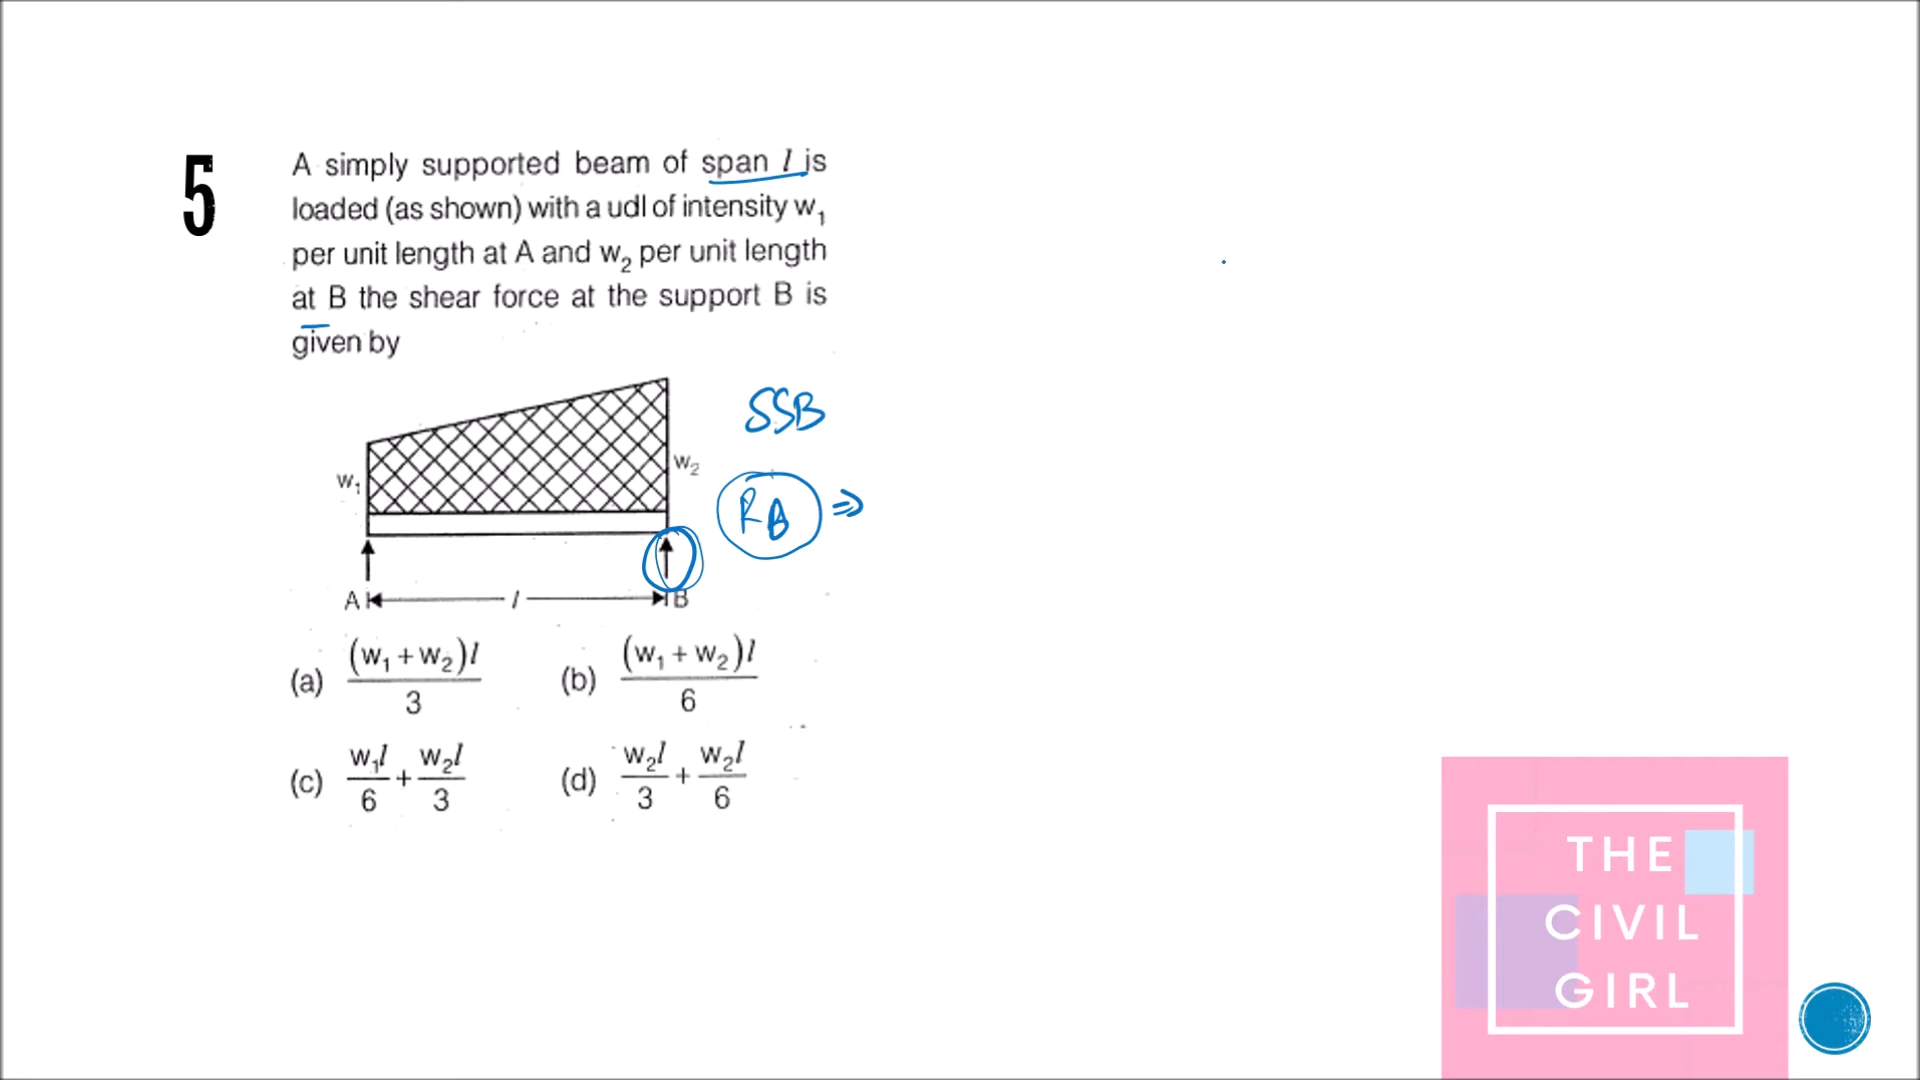 5
A simply supported beam of span l is
loaded (as shown) with a udl of intensity w₁
per unit length at A and w₂ per unit length
at B the shear force at the support B is
given by
SSB
w₁
w₂
R_B ⇒
A
l
B
(a) (w₁ + w₂)l / 3
(b) (w₁ + w₂)l / 6
(c) w₁l / 6 + w₂l / 3
(d) w₂l / 3 + w₂l / 6
THE
CIVIL
GIRL